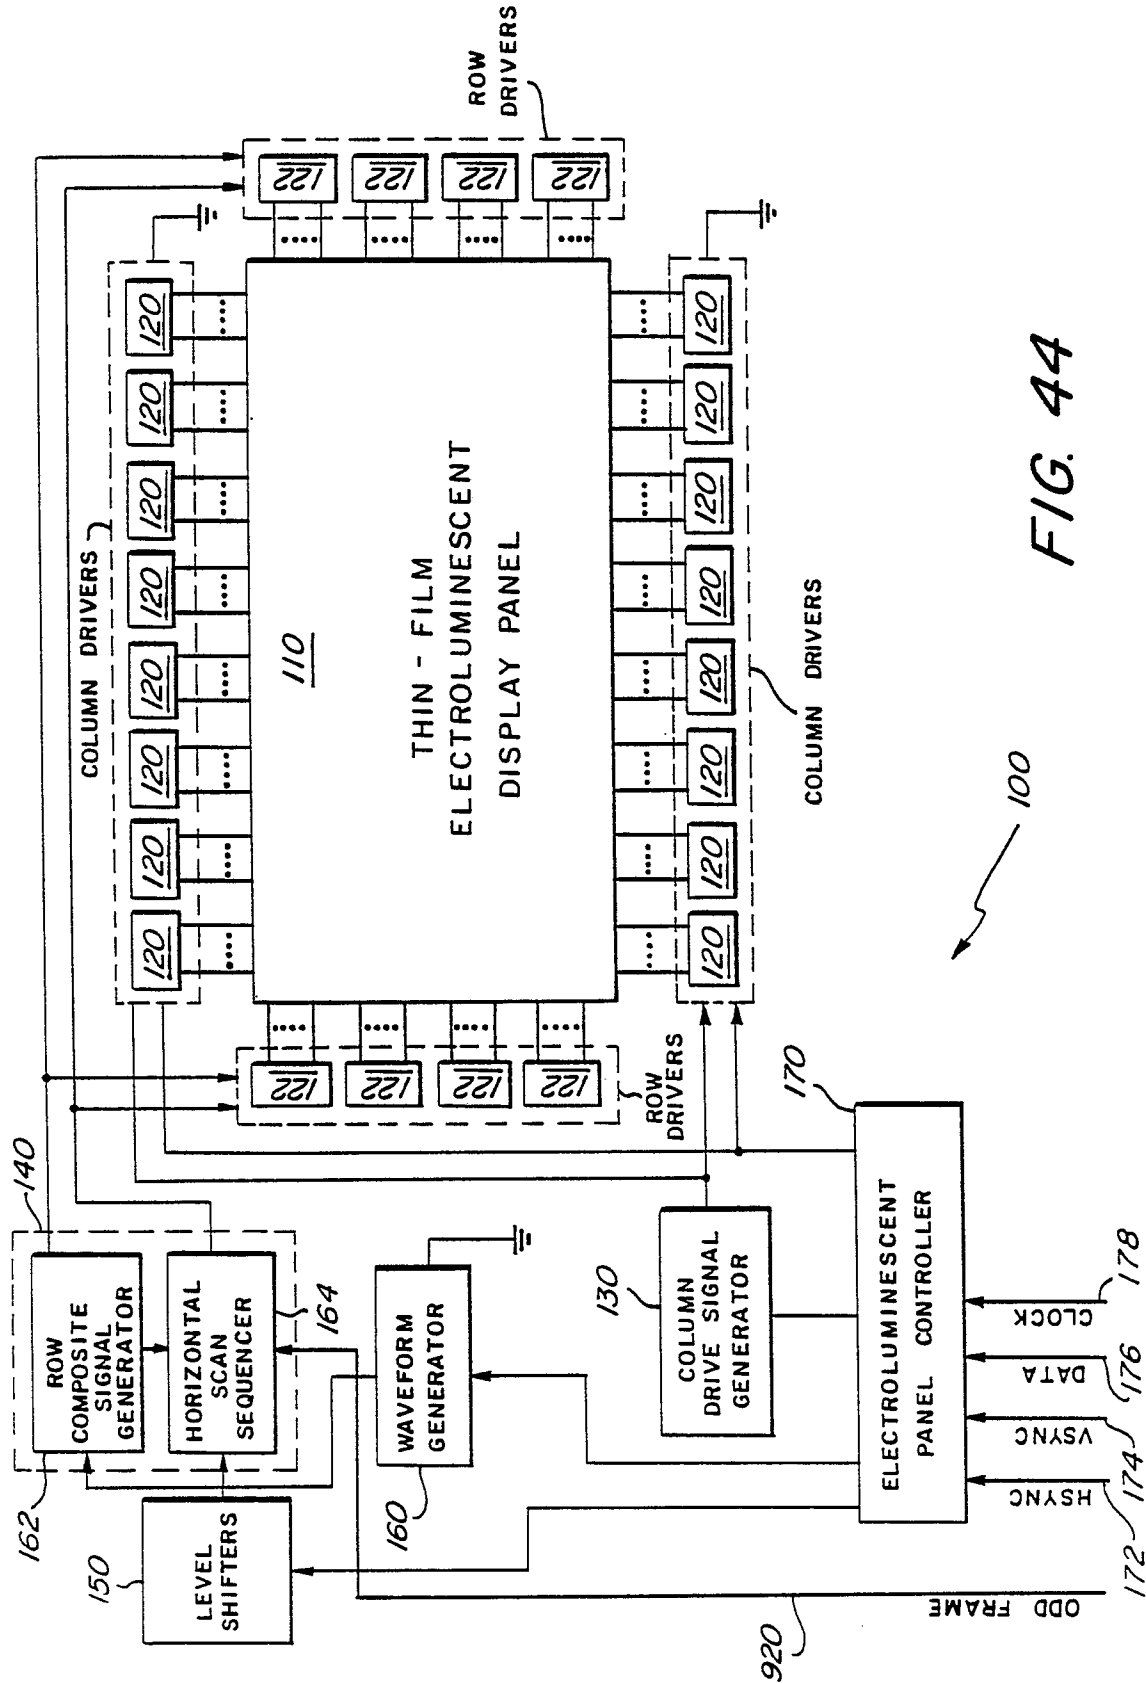 150
LEVEL
SHIFTERS
162
140
ROW
COMPOSITE
SIGNAL
GENERATOR
HORIZONTAL
SCAN
SEQUENCER
164
160
WAVEFORM
GENERATOR
130
COLUMN
DRIVE SIGNAL
GENERATOR
170
ELECTROLUMINESCENT
PANEL CONTROLLER
920
ODD FRAME
172
HSYNC
174
VSYNC
176
DATA
178
CLOCK
COLUMN DRIVERS
120 120 120 120 120 120 120 120
ROW
DRIVERS
122
122
122
122
110
THIN-FILM
ELECTROLUMINESCENT
DISPLAY PANEL
122
122
122
122
ROW
DRIVERS
120 120 120 120 120 120 120 120
COLUMN DRIVERS
100
FIG. 44